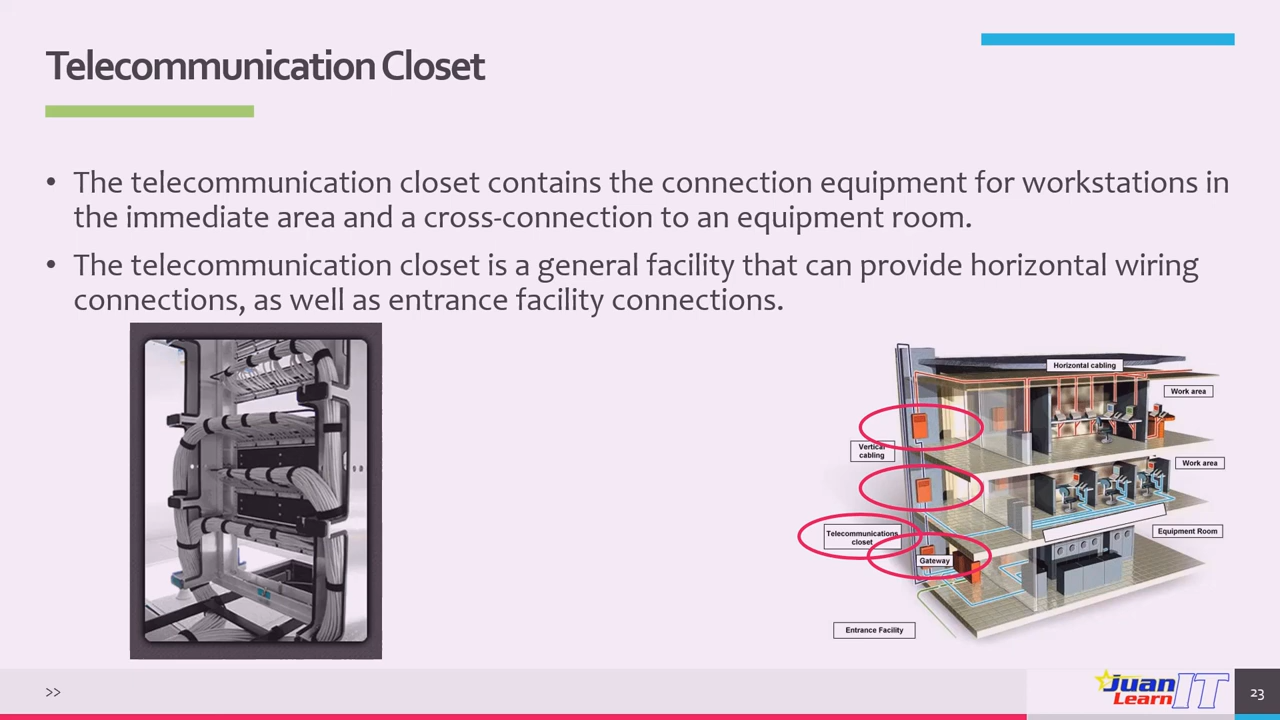 Telecommunication Closet
• The telecommunication closet contains the connection equipment for workstations in
the immediate area and a cross-connection to an equipment room.
• The telecommunication closet is a general facility that can provide horizontal wiring
connections, as well as entrance facility connections.
Horizontal cabling
Work area
Vertical
cabling
Work area
Telecommunications
closet
Equipment Room
Gateway
Entrance Facility
>>
Juan
Learn
IT
23